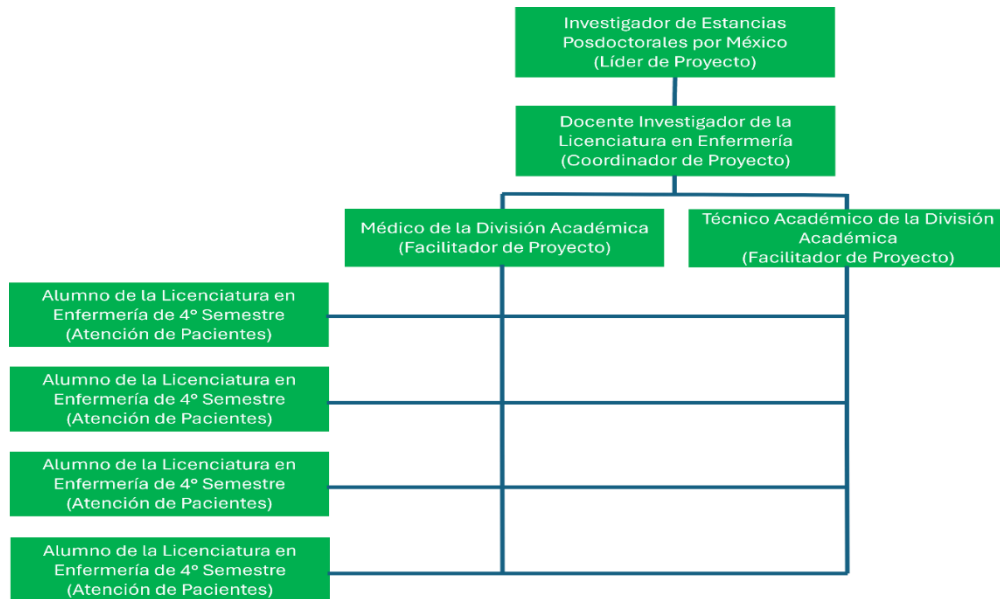 Investigador de Estancias
Posdoctorales por México
(Líder de Proyecto)
Docente Investigador de la
Licenciatura en Enfermería
(Coordinador de Proyecto)
Médico de la División Académica
(Facilitador de Proyecto)
Técnico Académico de la División
Académica
(Facilitador de Proyecto)
Alumno de la Licenciatura en
Enfermería de 4° Semestre
(Atención de Pacientes)
Alumno de la Licenciatura en
Enfermería de 4° Semestre
(Atención de Pacientes)
Alumno de la Licenciatura en
Enfermería de 4° Semestre
(Atención de Pacientes)
Alumno de la Licenciatura en
Enfermería de 4° Semestre
(Atención de Pacientes)